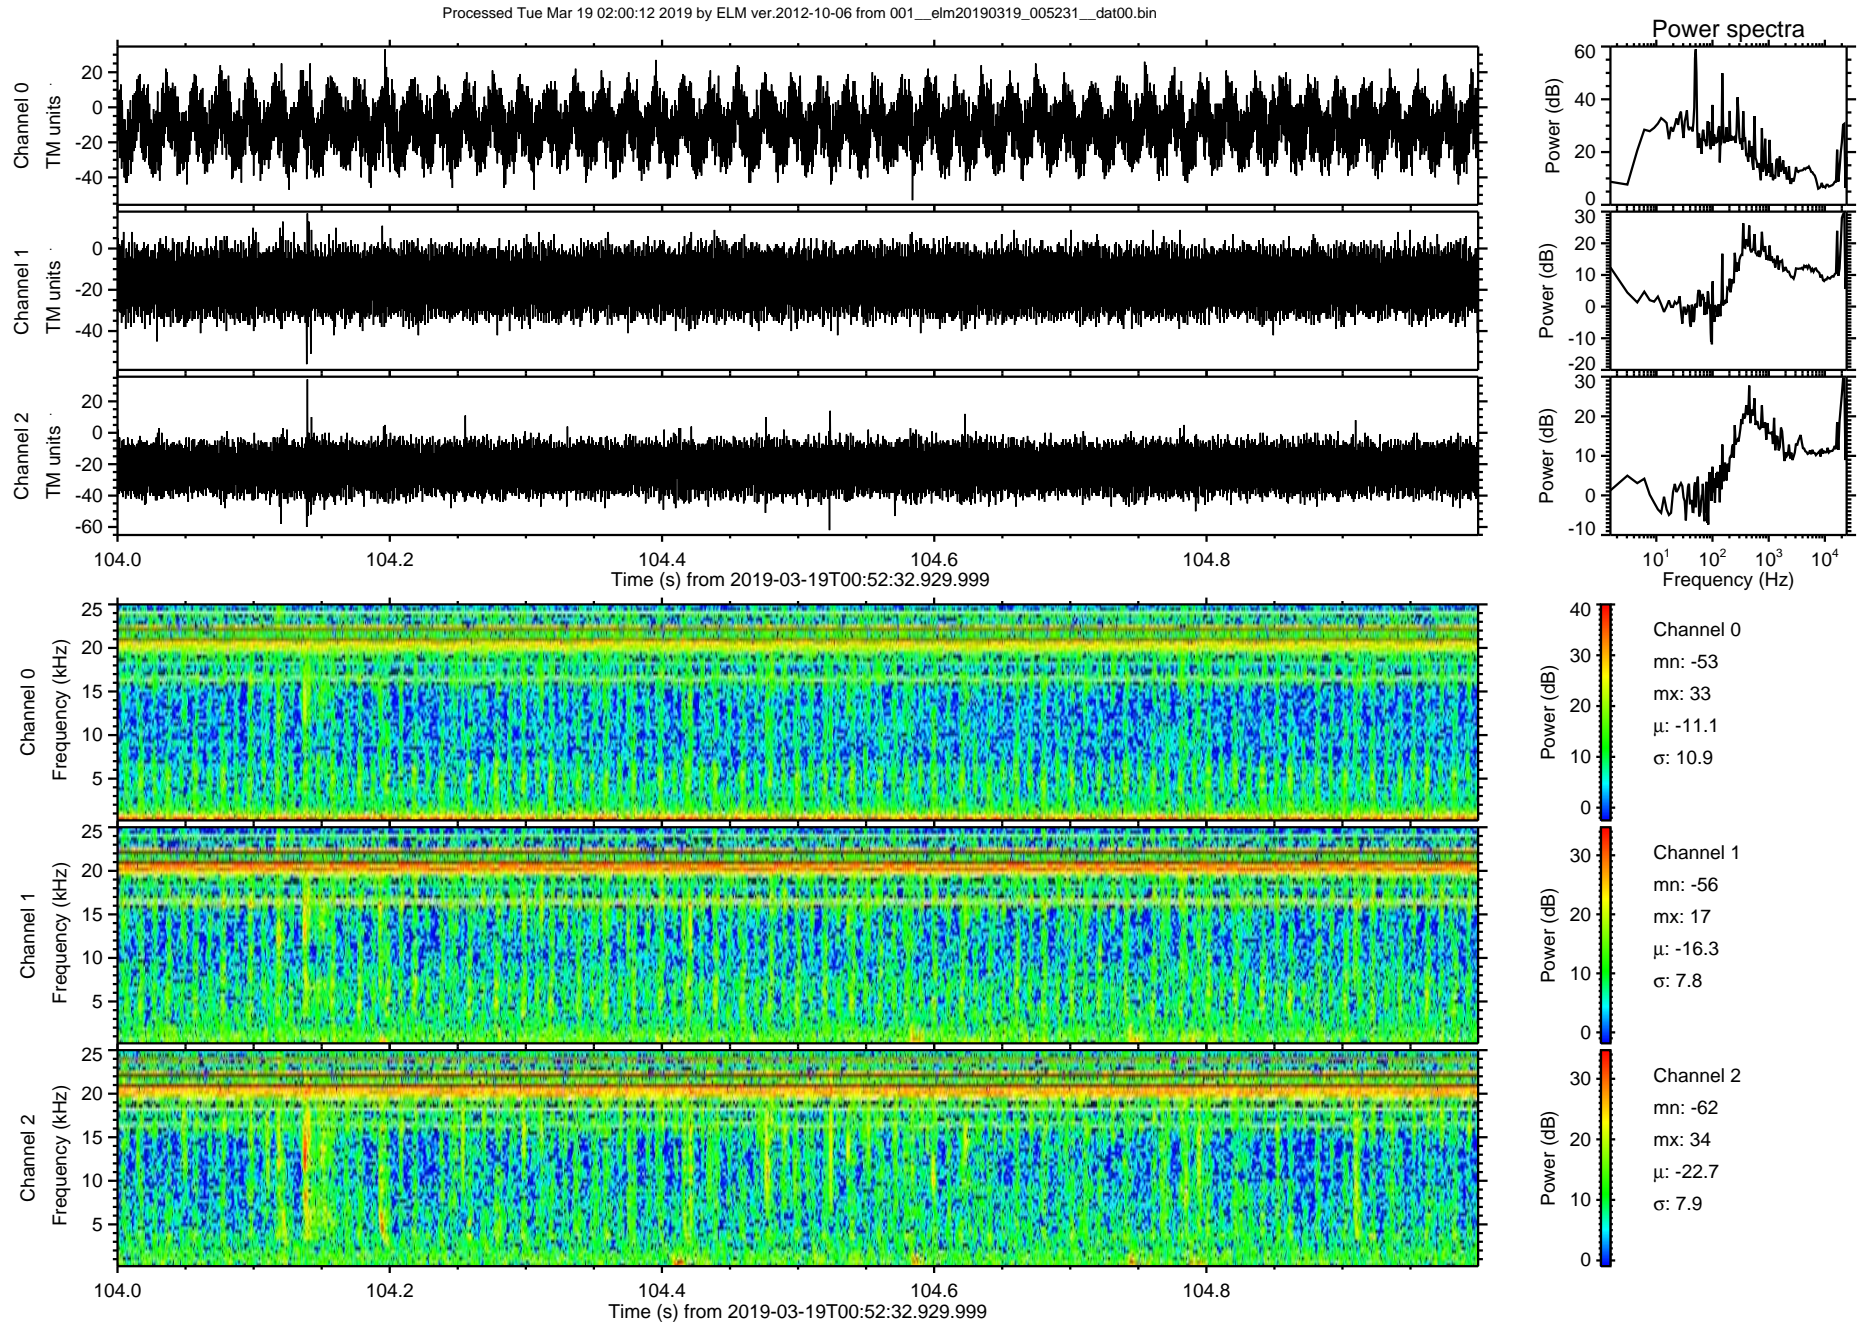 Processed Tue Mar 19 02:00:12 2019 by ELM ver.2012-10-06 from 001__elm20190319_005231__dat00.bin
Power spectra
Channel 0
TM units
20
0
-20
-40
Power (dB)
60
40
20
0
Channel 1
TM units
0
-20
-40
Power (dB)
30
20
10
0
-10
-20
Channel 2
TM units
20
0
-20
-40
-60
Power (dB)
30
20
10
0
-10
104.0 104.2 104.4 104.6 104.8
Time (s) from 2019-03-19T00:52:32.929.999
10^1 10^2 10^3 10^4
Frequency (Hz)
Channel 0
Frequency (kHz)
25
20
15
10
5
Power (dB)
40
30
20
10
0
Channel 0
mn: -53
mx: 33
μ: -11.1
σ: 10.9
Channel 1
Frequency (kHz)
25
20
15
10
5
Power (dB)
30
20
10
0
Channel 1
mn: -56
mx: 17
μ: -16.3
σ: 7.8
Channel 2
Frequency (kHz)
25
20
15
10
5
Power (dB)
30
20
10
0
Channel 2
mn: -62
mx: 34
μ: -22.7
σ: 7.9
104.0 104.2 104.4 104.6 104.8
Time (s) from 2019-03-19T00:52:32.929.999